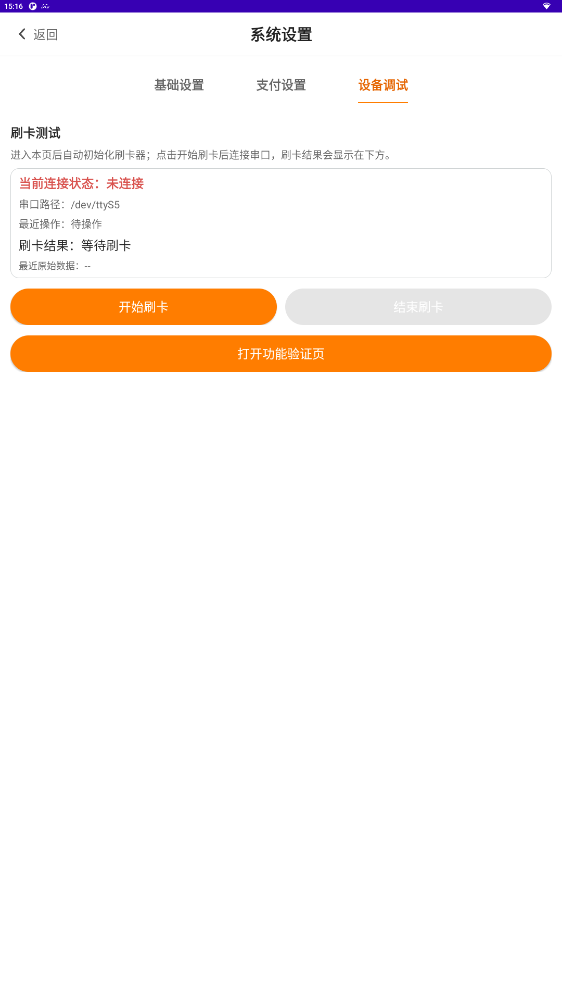 15:16
返回
系统设置
基础设置
支付设置
设备调试
刷卡测试
进入本页后自动初始化刷卡器；点击开始刷卡后连接串口，刷卡结果会显示在下方。
当前连接状态：未连接
串口路径：/dev/ttyS5
最近操作：待操作
刷卡结果：等待刷卡
最近原始数据：--
开始刷卡
结束刷卡
打开功能验证页